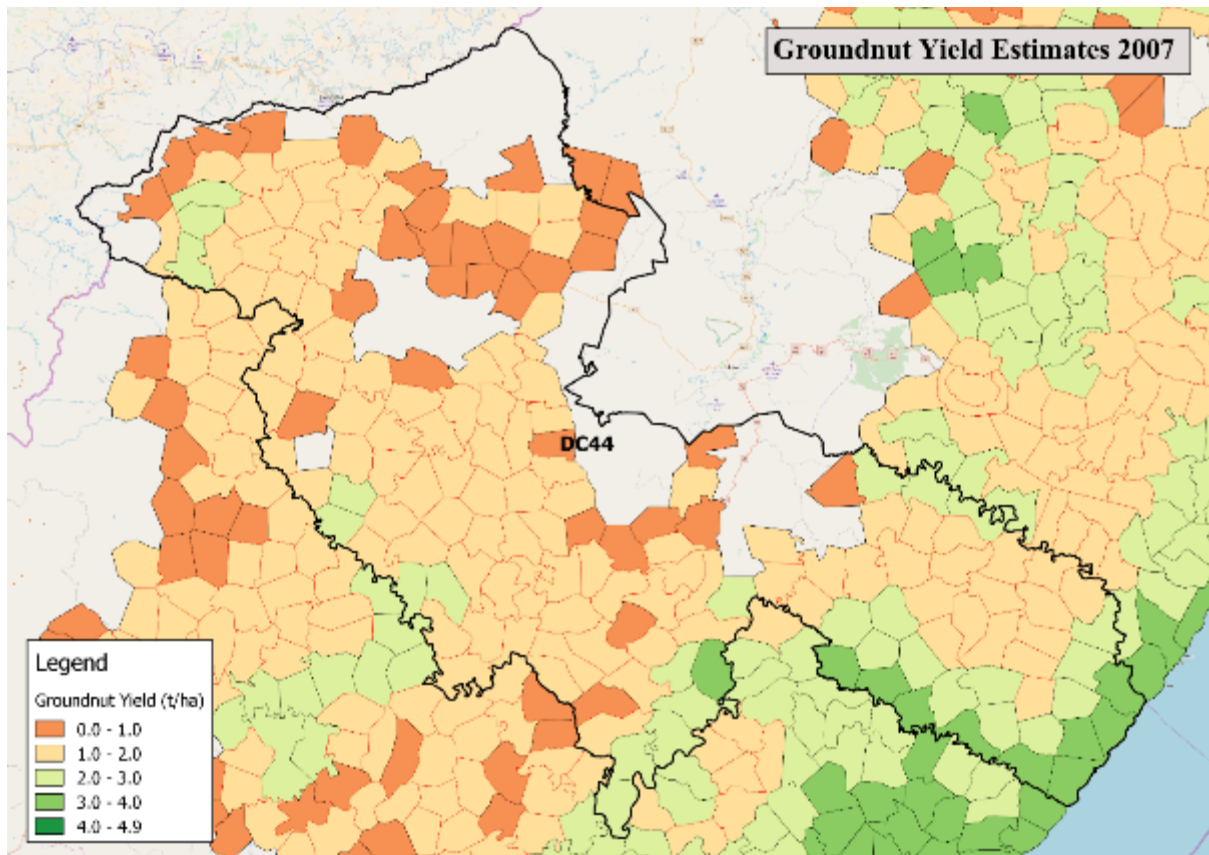 Groundnut Yield Estimates 2007
DC44
Legend
Groundnut Yield (t/ha)
0.0 - 1.0
1.0 - 2.0
2.0 - 3.0
3.0 - 4.0
4.0 - 4.9